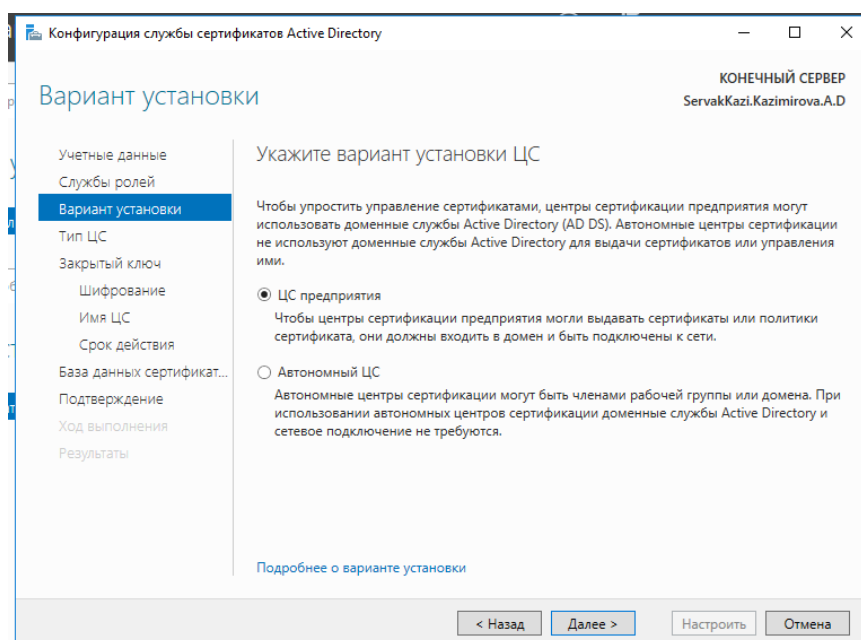 Конфигурация службы сертификатов Active Directory
Вариант установки
КОНЕЧНЫЙ СЕРВЕР
ServakKazi.Kazimirova.A.D
Учетные данные
Службы ролей
Вариант установки
Тип ЦС
Закрытый ключ
Шифрование
Имя ЦС
Срок действия
База данных сертификат...
Подтверждение
Ход выполнения
Результаты
Укажите вариант установки ЦС
Чтобы упростить управление сертификатами, центры сертификации предприятия могут
использовать доменные службы Active Directory (AD DS). Автономные центры сертификации
не используют доменные службы Active Directory для выдачи сертификатов или управления
ими.
ЦС предприятия
Чтобы центры сертификации предприятия могли выдавать сертификаты или политики
сертификата, они должны входить в домен и быть подключены к сети.
Автономный ЦС
Автономные центры сертификации могут быть членами рабочей группы или домена. При
использовании автономных центров сертификации доменные службы Active Directory и
сетевое подключение не требуются.
Подробнее о варианте установки
< Назад
Далее >
Настроить
Отмена